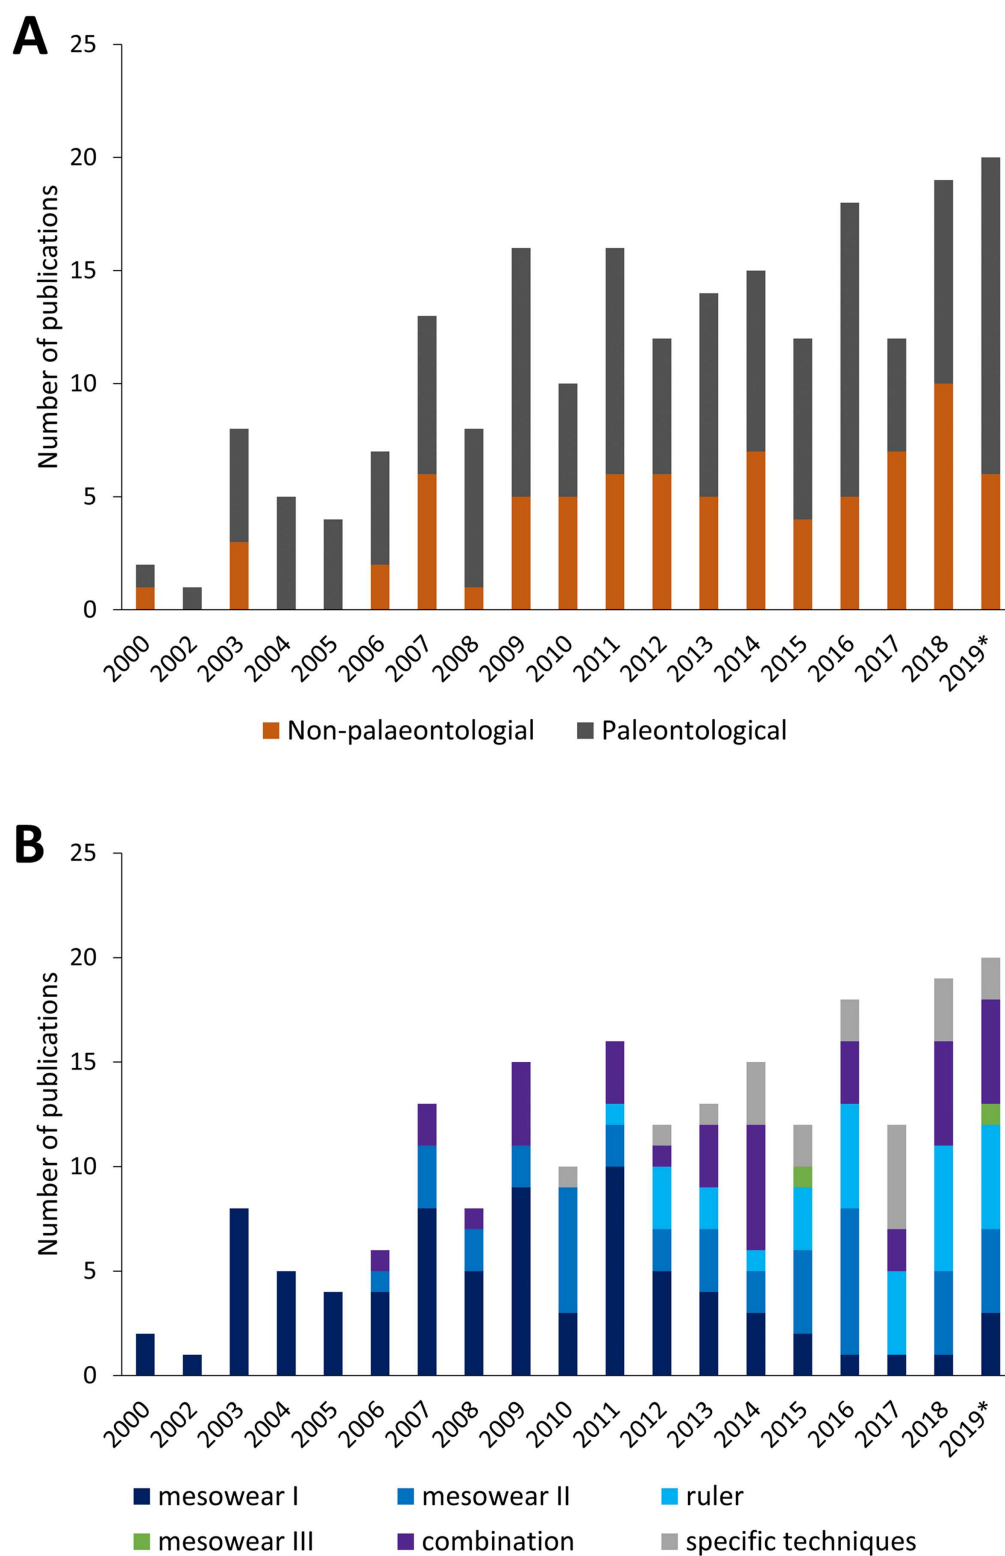 A
25
20
15
10
5
0
Number of publications
2000 2002 2003 2004 2005 2006 2007 2008 2009 2010 2011 2012 2013 2014 2015 2016 2017 2018 2019*
Non-palaeontologial Paleontological
B
25
20
15
10
5
0
Number of publications
2000 2002 2003 2004 2005 2006 2007 2008 2009 2010 2011 2012 2013 2014 2015 2016 2017 2018 2019*
mesowear I mesowear II ruler
mesowear III combination specific techniques